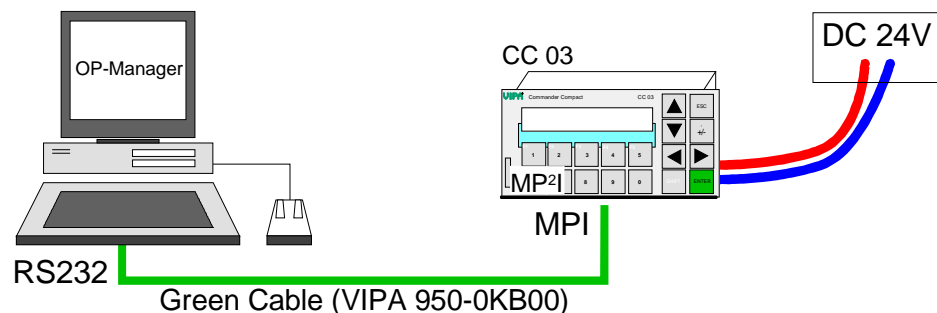 DC 24V
OP-Manager
CC 03
VIPA Commander Compact CC 03
ESC
+/-
1 2 3 4 5
MP²I
8 9 0
ENTER
MPI
RS232
Green Cable (VIPA 950-0KB00)